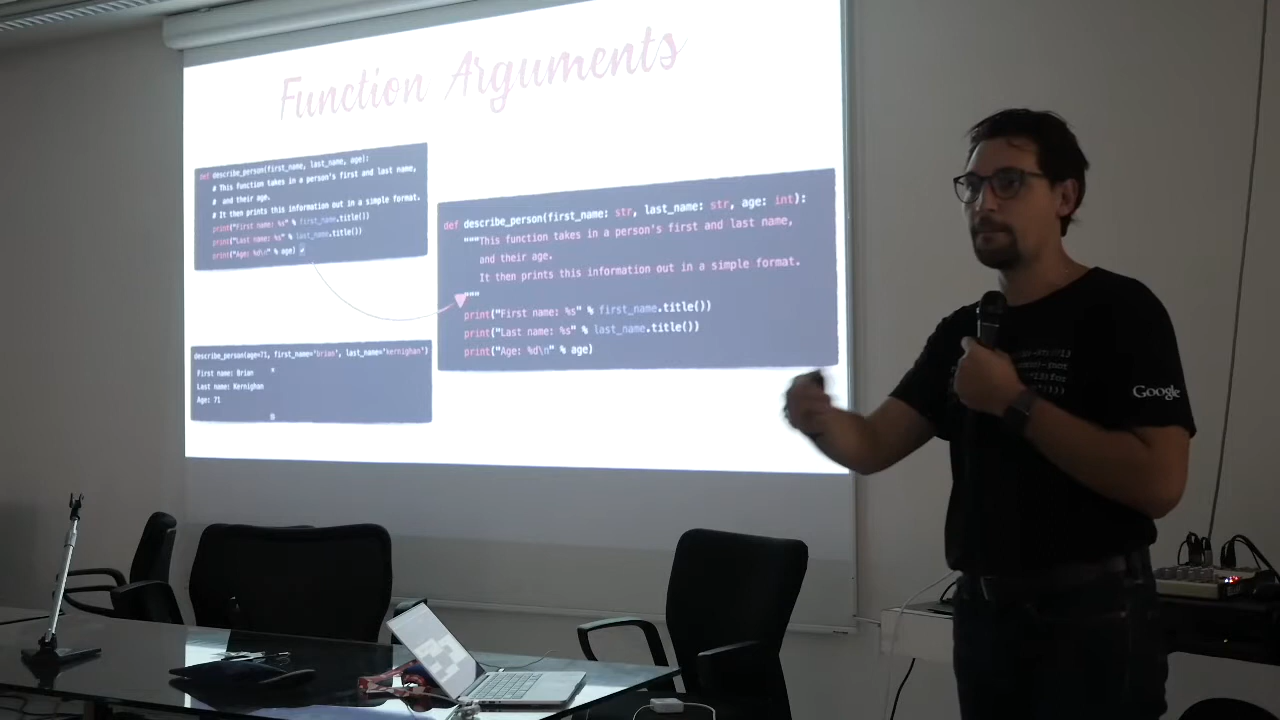 Function Arguments
def describe_person(first_name, last_name, age):
# This function takes in a person's first and last name,
# and their age.
# It then prints this information out in a simple format.
print("First name: %s" % first_name.title())
print("Last name: %s" % last_name.title())
print("Age: %d\n" % age)
def describe_person(first_name: str, last_name: str, age: int):
"""This function takes in a person's first and last name,
and their age.
It then prints this information out in a simple format.
"""
print("First name: %s" % first_name.title())
print("Last name: %s" % last_name.title())
print("Age: %d\n" % age)
describe_person(age=71, first_name='brian', last_name='kernighan')
First name: Brian
Last name: Kernighan
Age: 71
Google